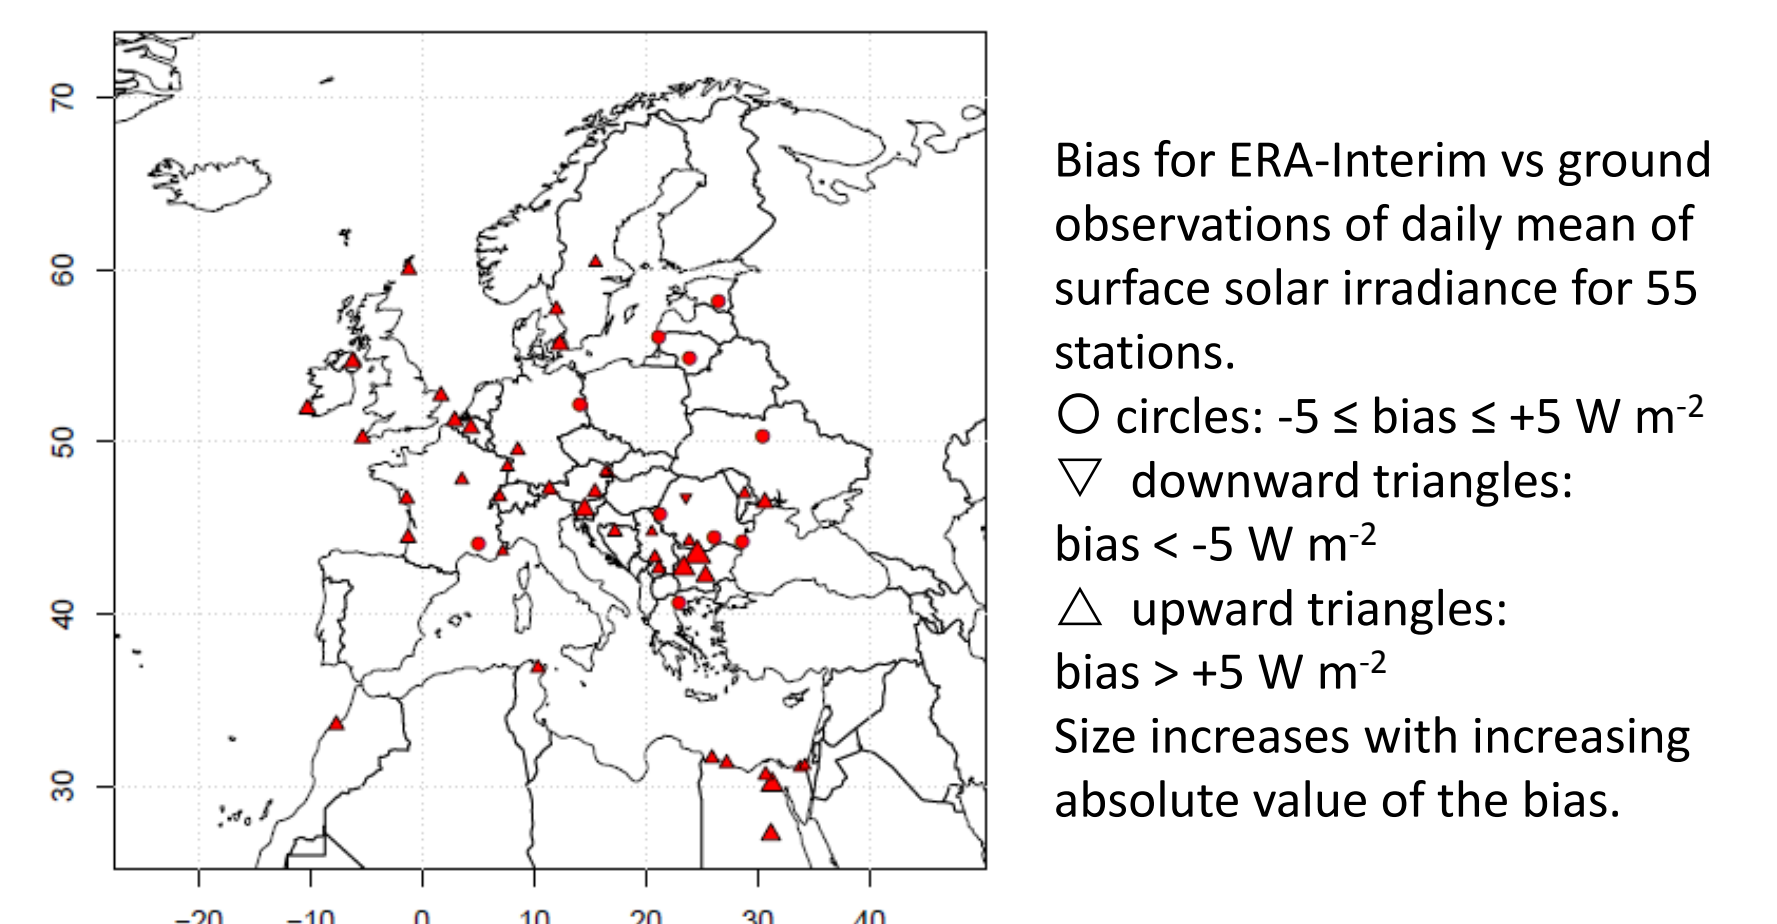 70
60
50
40
30
−20 −10 0 10 20 30 40
Bias for ERA-Interim vs ground
observations of daily mean of
surface solar irradiance for 55
stations.
○ circles: -5 ≤ bias ≤ +5 W m⁻²
▽ downward triangles:
bias < -5 W m⁻²
△ upward triangles:
bias > +5 W m⁻²
Size increases with increasing
absolute value of the bias.